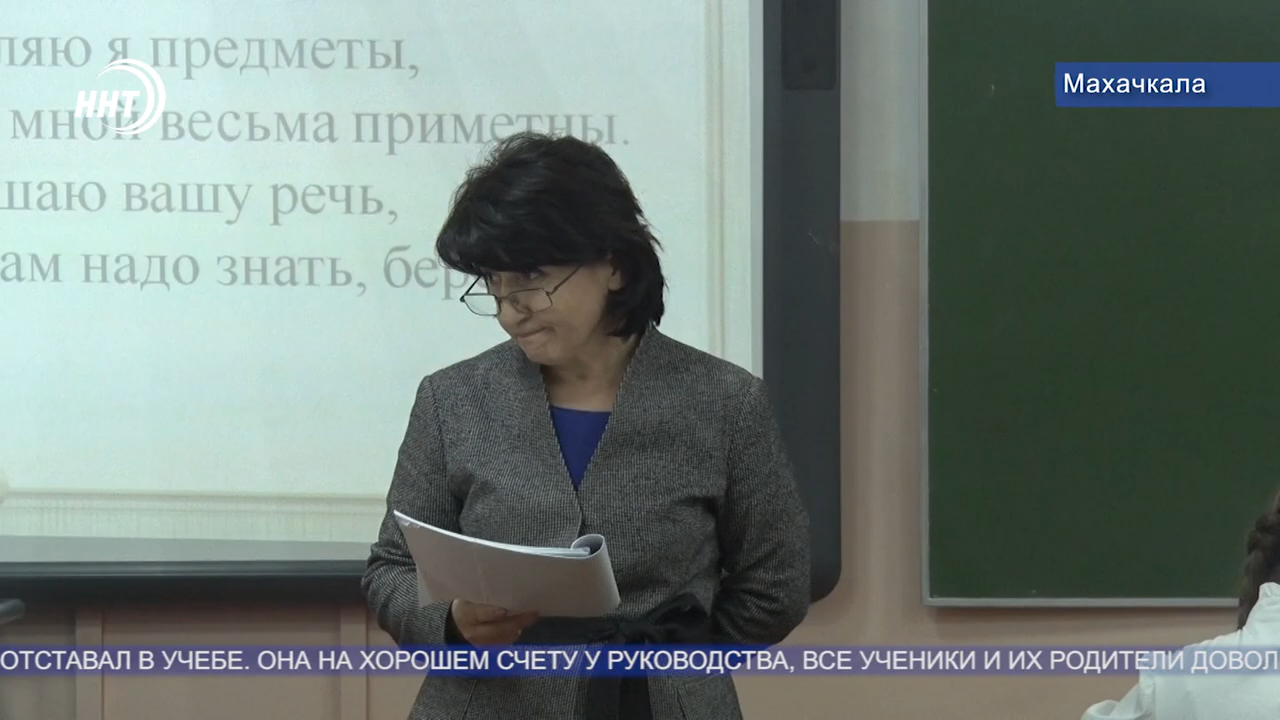 ляю я предметы,
мной весьма приметны.
шаю вашу речь,
ам надо знать, бер
ННТ
Махачкала
ОТСТАВАЛ В УЧЕБЕ. ОНА НА ХОРОШЕМ СЧЕТУ У РУКОВОДСТВА, ВСЕ УЧЕНИКИ И ИХ РОДИТЕЛИ ДОВОЛ